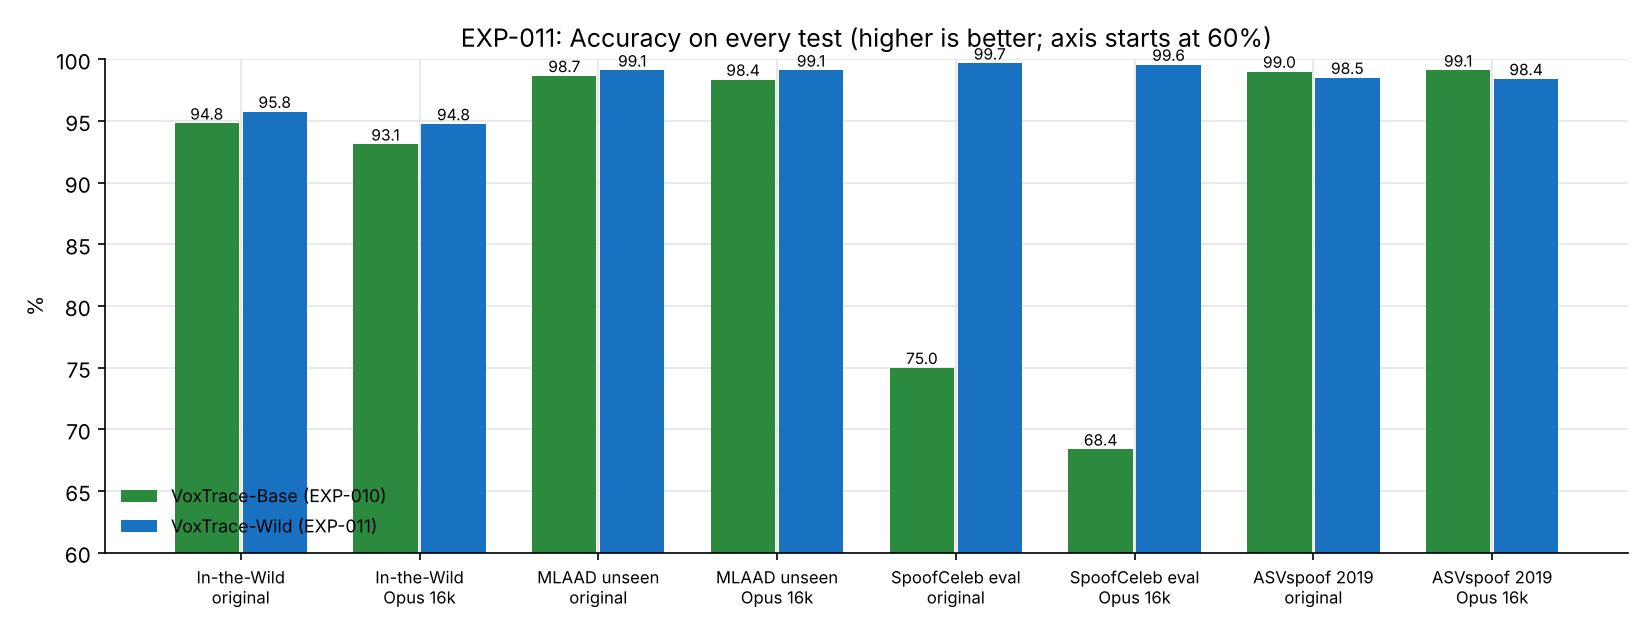 EXP-011: Accuracy on every test (higher is better; axis starts at 60%)
%
100
95
90
85
80
75
70
65
60
94.8
95.8
93.1
94.8
98.7
99.1
98.4
99.1
75.0
99.7
68.4
99.6
99.0
98.5
99.1
98.4
VoxTrace-Base (EXP-010)
VoxTrace-Wild (EXP-011)
In-the-Wild
original
In-the-Wild
Opus 16k
MLAAD unseen
original
MLAAD unseen
Opus 16k
SpoofCeleb eval
original
SpoofCeleb eval
Opus 16k
ASVspoof 2019
original
ASVspoof 2019
Opus 16k